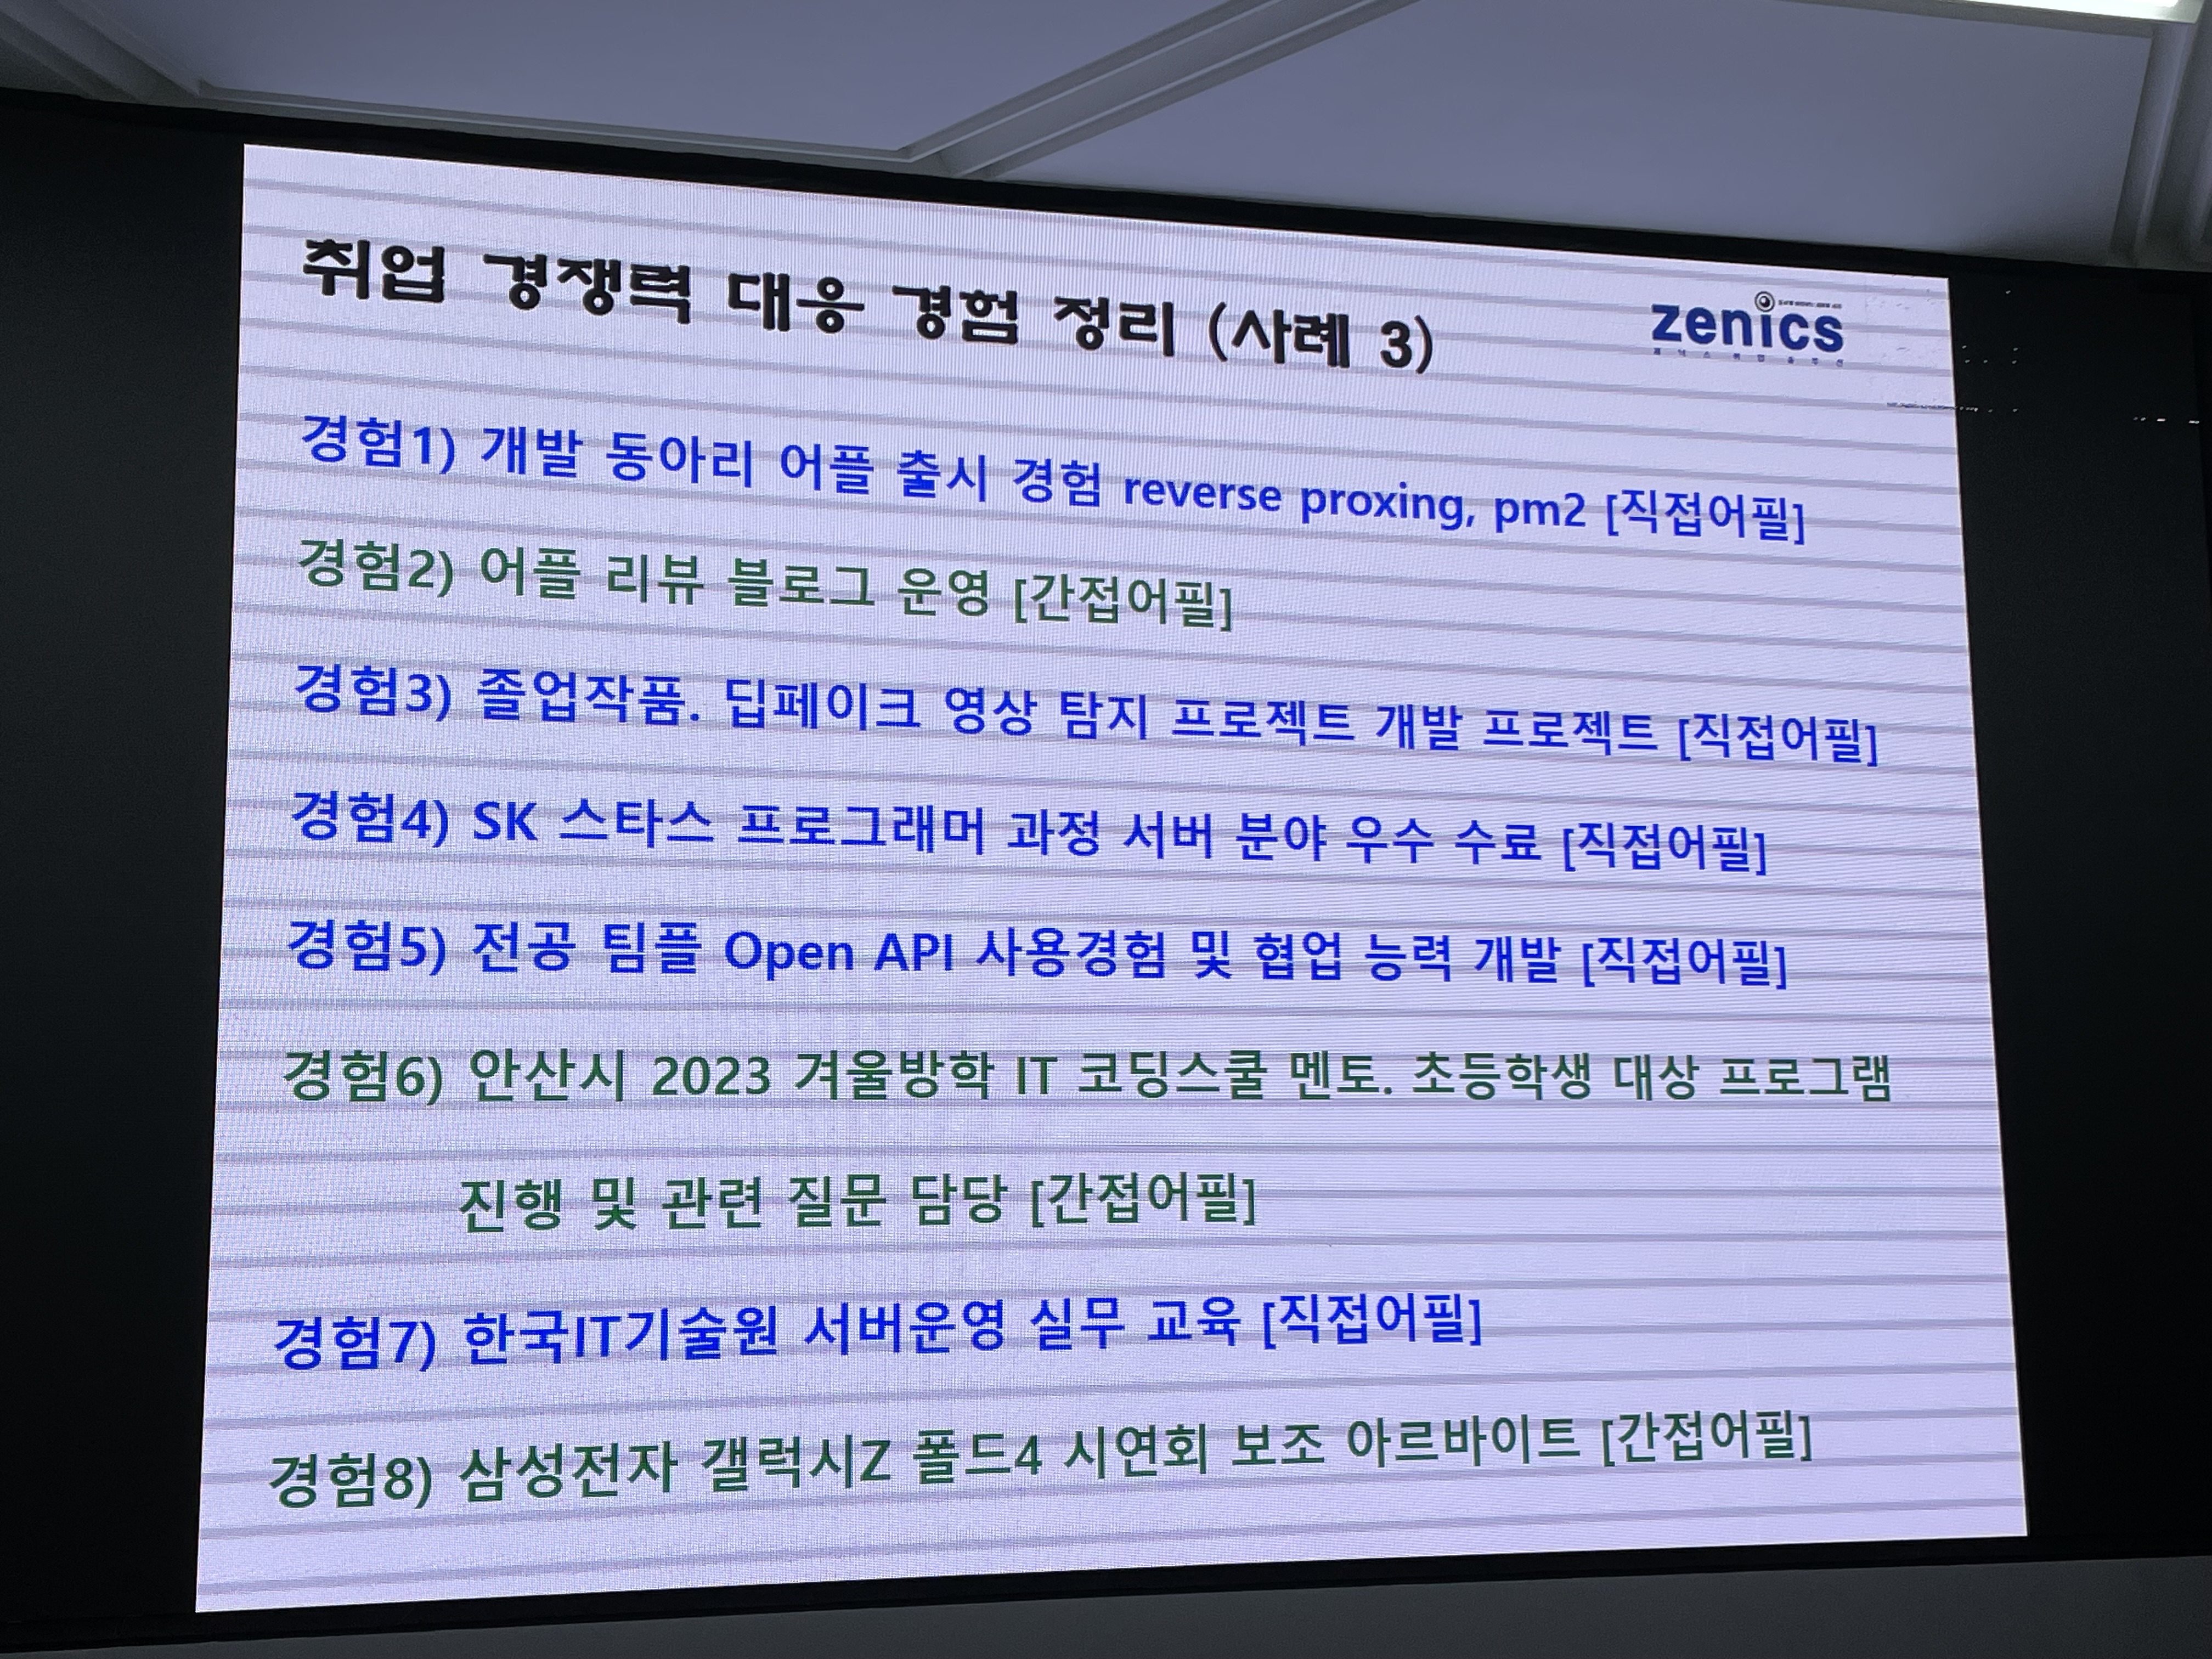 취업 경쟁력 대응 경험 정리 (사례 3)
zenics
경험1) 개발 동아리 어플 출시 경험 reverse proxing, pm2 [직접어필]
경험2) 어플 리뷰 블로그 운영 [간접어필]
경험3) 졸업작품. 딥페이크 영상 탐지 프로젝트 개발 프로젝트 [직접어필]
경험4) SK 스타스 프로그래머 과정 서버 분야 우수 수료 [직접어필]
경험5) 전공 팀플 Open API 사용경험 및 협업 능력 개발 [직접어필]
경험6) 안산시 2023 겨울방학 IT 코딩스쿨 멘토. 초등학생 대상 프로그램
진행 및 관련 질문 담당 [간접어필]
경험7) 한국IT기술원 서버운영 실무 교육 [직접어필]
경험8) 삼성전자 갤럭시Z 폴드4 시연회 보조 아르바이트 [간접어필]